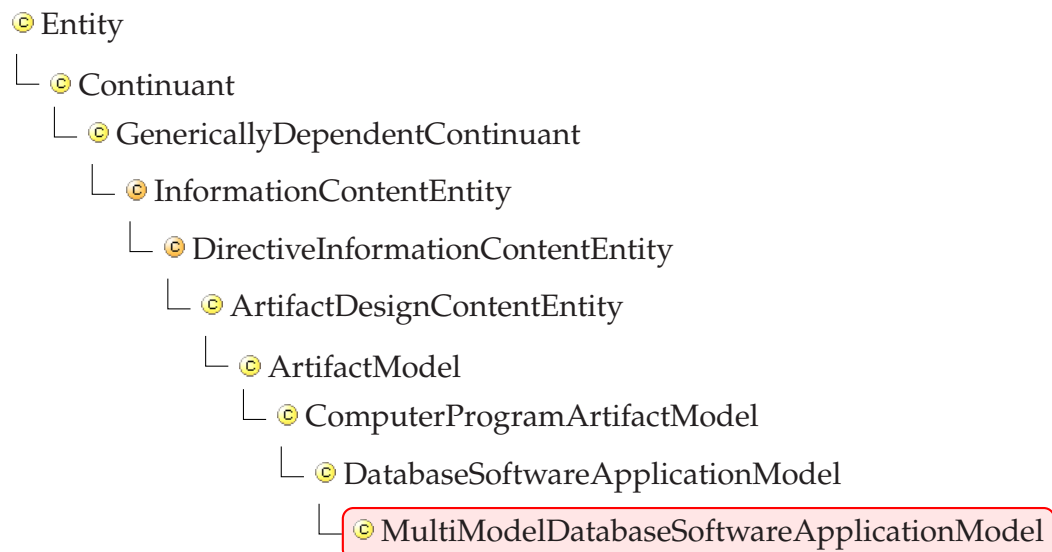 C Entity
C Continuant
C GenericallyDependentContinuant
C InformationContentEntity
C DirectiveInformationContentEntity
C ArtifactDesignContentEntity
C ArtifactModel
C ComputerProgramArtifactModel
C DatabaseSoftwareApplicationModel
C MultiModelDatabaseSoftwareApplicationModel